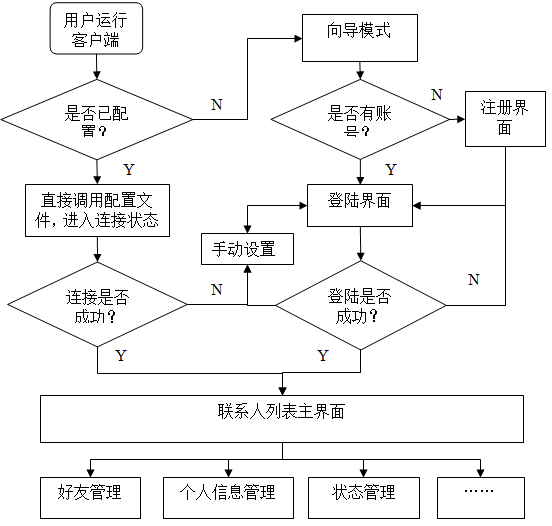 用户运行
客户端
向导模式
是否已配
置？
N
是否有账
号？
N
注册界
面
Y
Y
直接调用配置文
件，进入连接状态
登陆界面
手动设置
连接是否
成功？
N
登陆是否
成功？
N
Y
Y
联系人列表主界面
好友管理
个人信息管理
状态管理
……